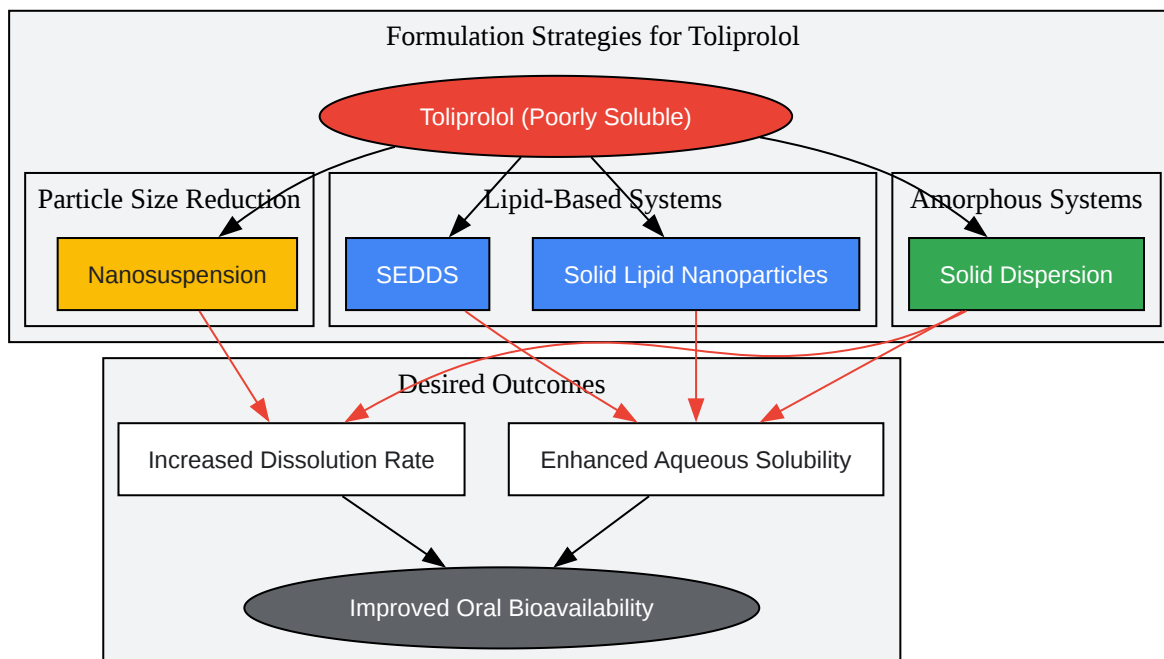 Formulation Strategies for Toliprolol
Toliprolol (Poorly Soluble)
Particle Size Reduction
Lipid-Based Systems
Amorphous Systems
Nanosuspension
SEDDS
Solid Lipid Nanoparticles
Solid Dispersion
Desired Outcomes
Increased Dissolution Rate
Enhanced Aqueous Solubility
Improved Oral Bioavailability